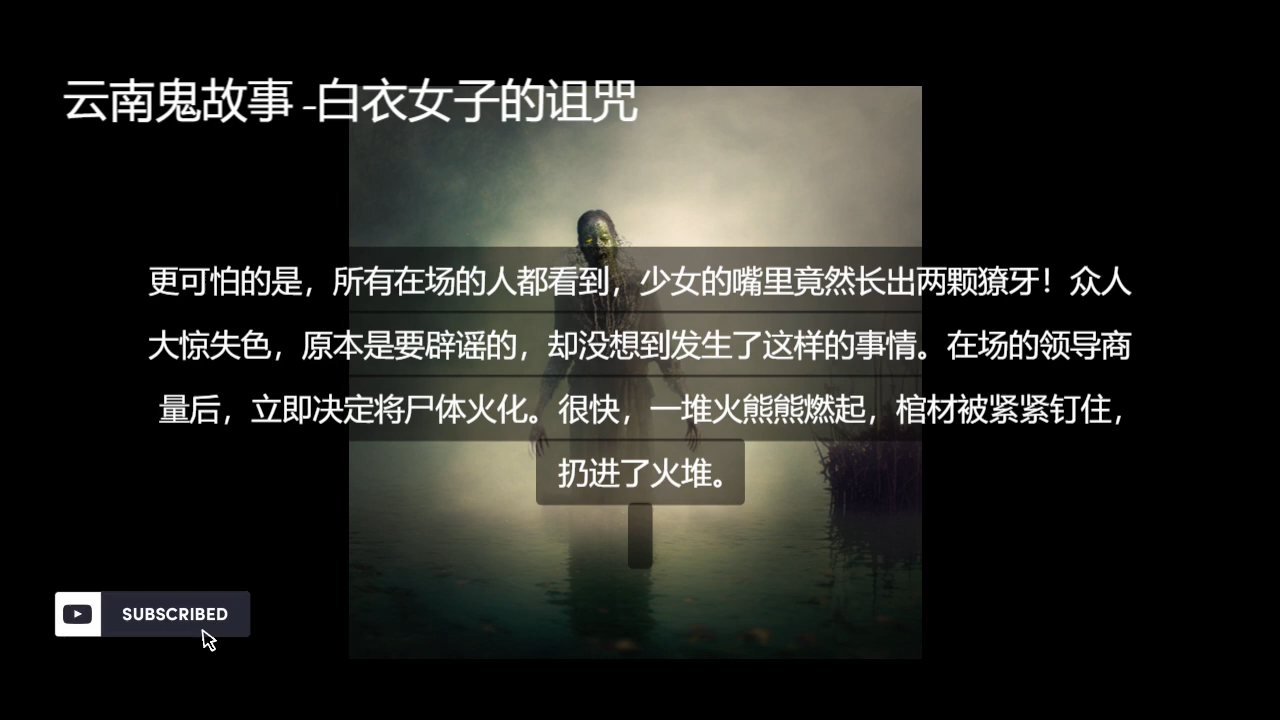 云南鬼故事 -白衣女子的诅咒
更可怕的是，所有在场的人都看到，少女的嘴里竟然长出两颗獠牙！众人
大惊失色，原本是要辟谣的，却没想到发生了这样的事情。在场的领导商
量后，立即决定将尸体火化。很快，一堆火熊熊燃起，棺材被紧紧钉住，
扔进了火堆。
SUBSCRIBED